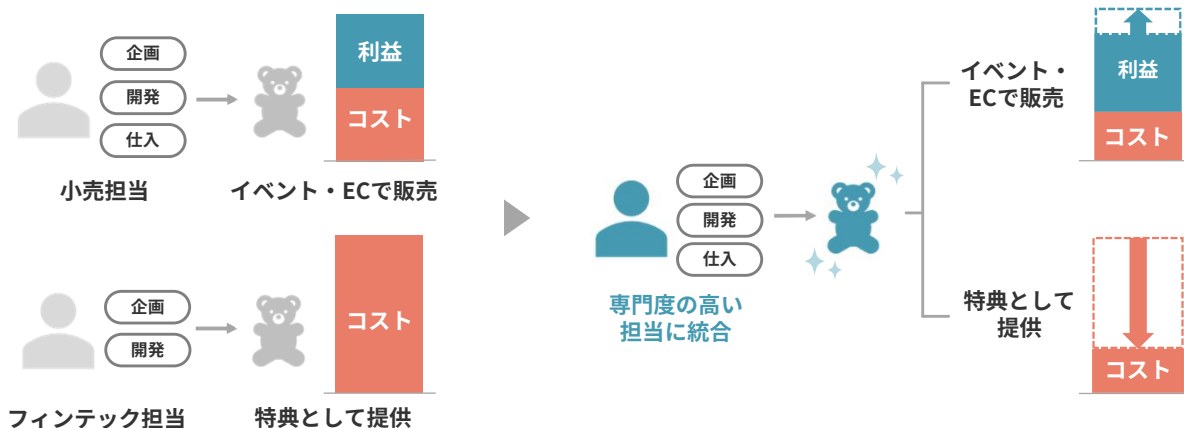 企画
開発
仕入
小売担当
利益
コスト
イベント・ECで販売
企画
開発
フィンテック担当
コスト
特典として提供
企画
開発
仕入
専門度の高い
担当に統合
イベント・
ECで販売
利益
コスト
特典として
提供
コスト